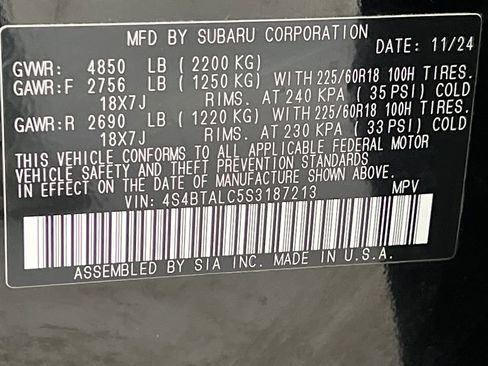 MFD BY SUBARU CORPORATION
DATE: 11/24
GVWR: 4850 LB (2200 KG)
GAWR:F 2756 LB (1250 KG) WITH 225/60R18 100H TIRES.
18X7J RIMS. AT 240 KPA (35 PSI) COLD
GAWR:R 2690 LB (1220 KG) WITH 225/60R18 100H TIRES.
18X7J RIMS. AT 230 KPA (33 PSI) COLD
THIS VEHICLE CONFORMS TO ALL APPLICABLE FEDERAL MOTOR
VEHICLE SAFETY AND THEFT PREVENTION STANDARDS
IN EFFECT ON THE DATE OF MANUFACTURE SHOWN ABOVE.
VIN: 4S4BTALC5S3187213 MPV
ASSEMBLED BY SIA INC. MADE IN U.S.A.